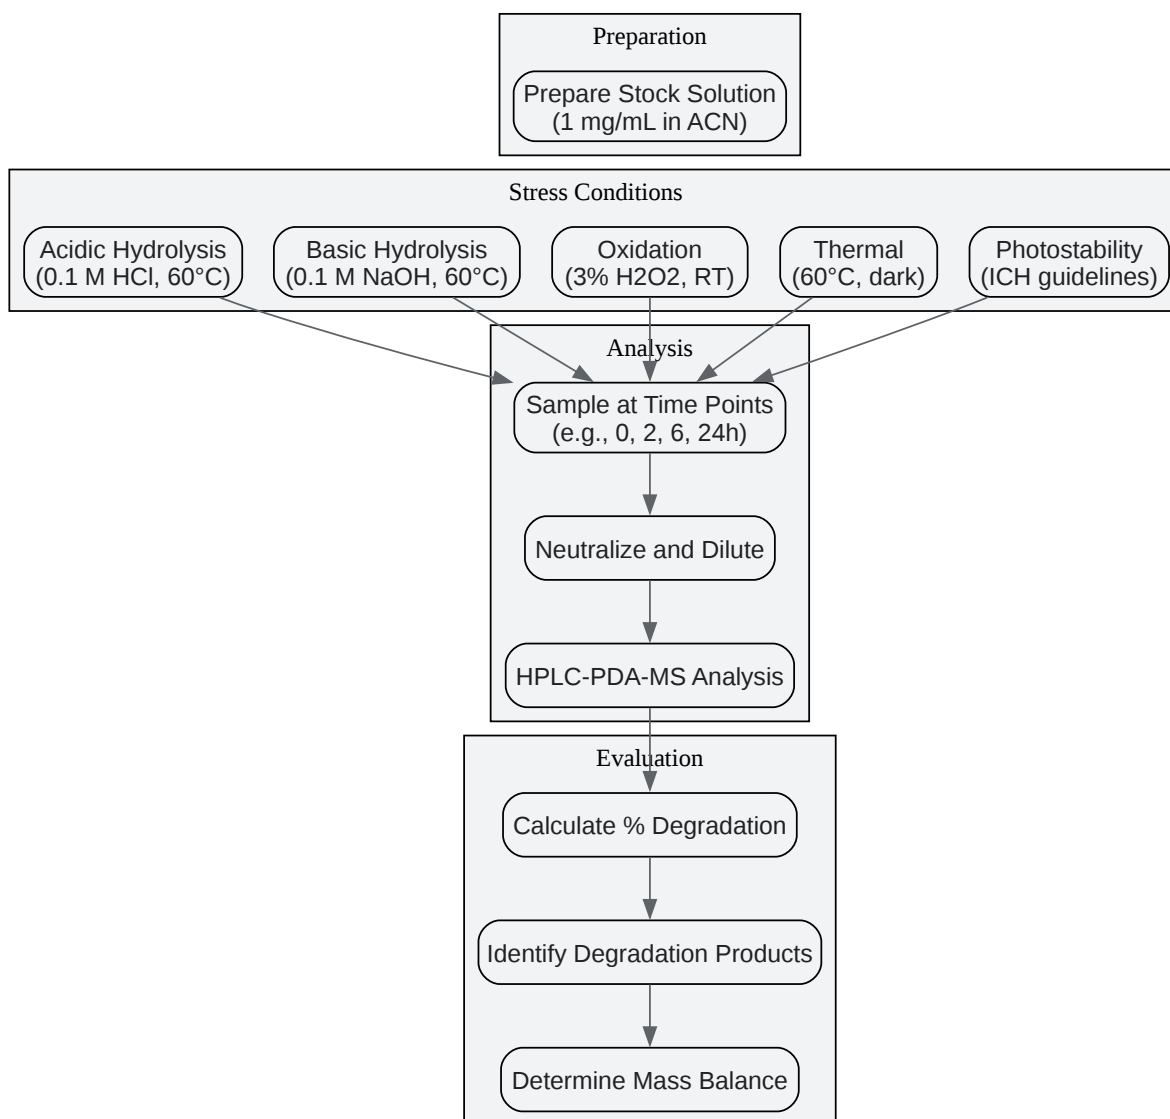 Preparation
Prepare Stock Solution
(1 mg/mL in ACN)
Stress Conditions
Acidic Hydrolysis
(0.1 M HCl, 60°C)
Basic Hydrolysis
(0.1 M NaOH, 60°C)
Oxidation
(3% H2O2, RT)
Thermal
(60°C, dark)
Photostability
(ICH guidelines)
Analysis
Sample at Time Points
(e.g., 0, 2, 6, 24h)
Neutralize and Dilute
HPLC-PDA-MS Analysis
Evaluation
Calculate % Degradation
Identify Degradation Products
Determine Mass Balance